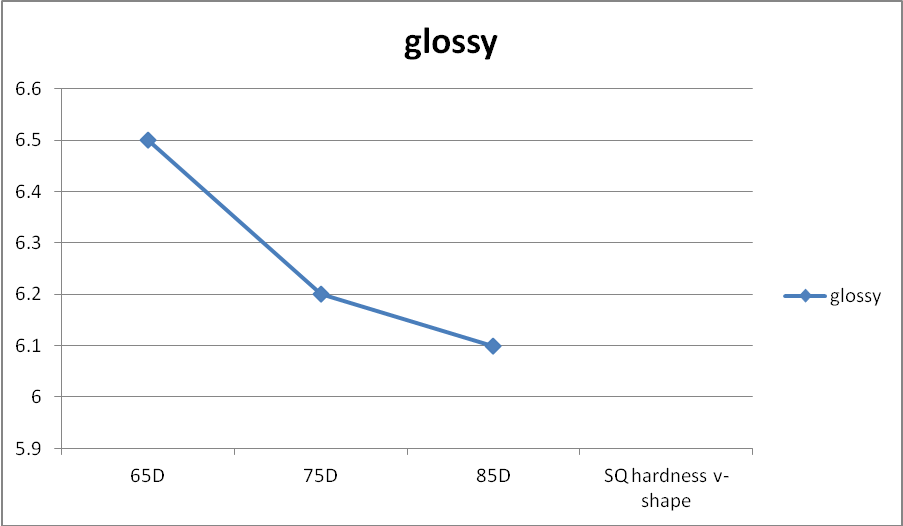 glossy
6.6
6.5
6.4
6.3
6.2
6.1
6
5.9
65D
75D
85D
SQ hardness v-
shape
glossy